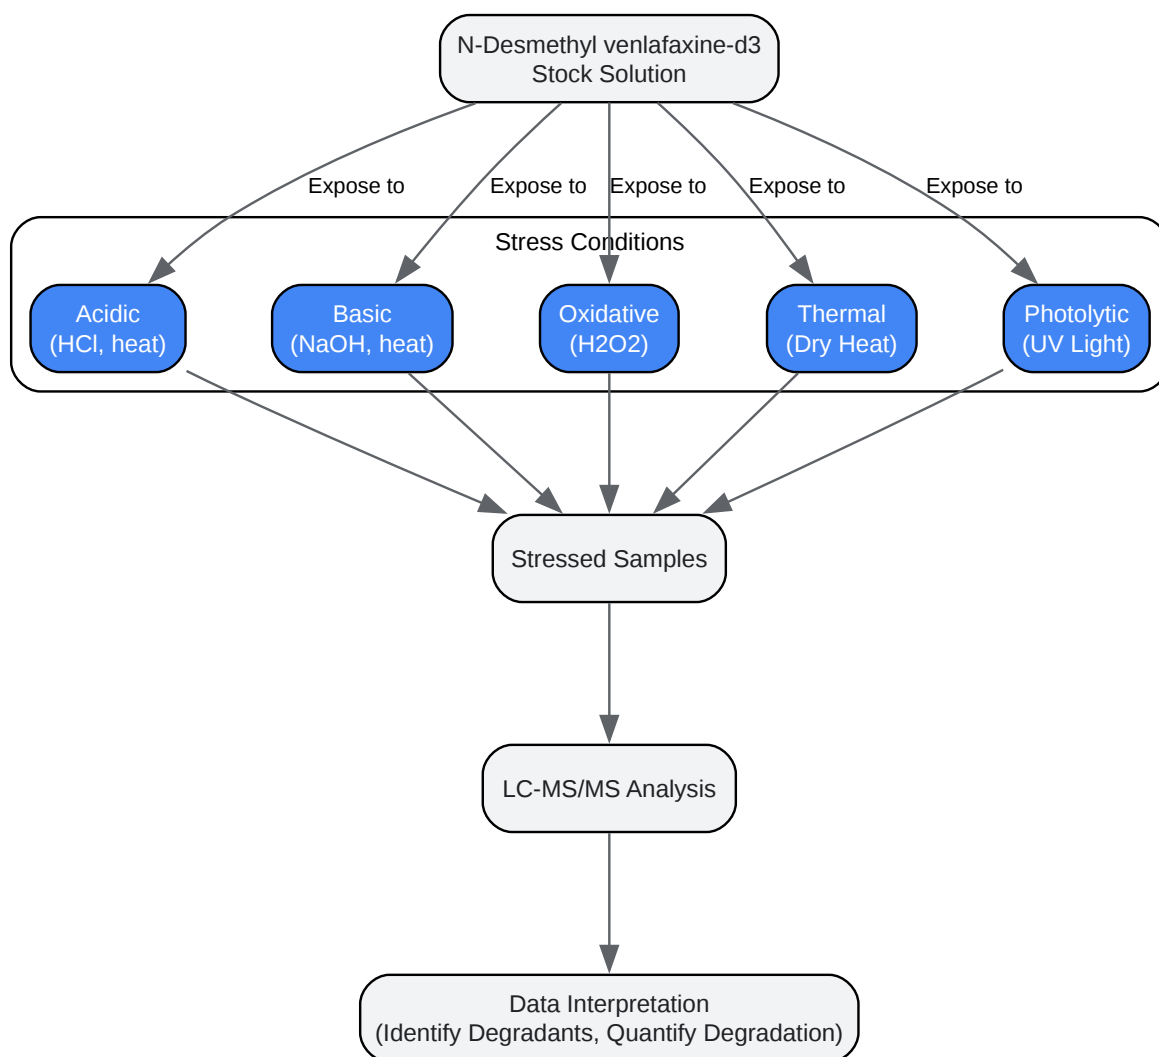 N-Desmethyl venlafaxine-d3
Stock Solution
Expose to
Expose to
Expose to
Expose to
Expose to
Stress Conditions
Acidic
(HCl, heat)
Basic
(NaOH, heat)
Oxidative
(H2O2)
Thermal
(Dry Heat)
Photolytic
(UV Light)
Stressed Samples
LC-MS/MS Analysis
Data Interpretation
(Identify Degradants, Quantify Degradation)